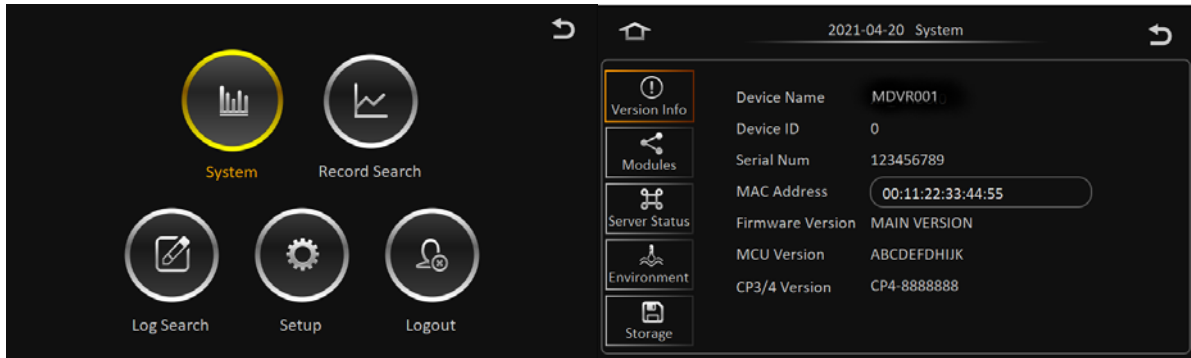 System
Record Search
Log Search
Setup
Logout
2021-04-20 System
Version Info
Modules
Server Status
Environment
Storage
Device Name MDVR001
Device ID 0
Serial Num 123456789
MAC Address 00:11:22:33:44:55
Firmware Version MAIN VERSION
MCU Version ABCDEFDHIJK
CP3/4 Version CP4-8888888